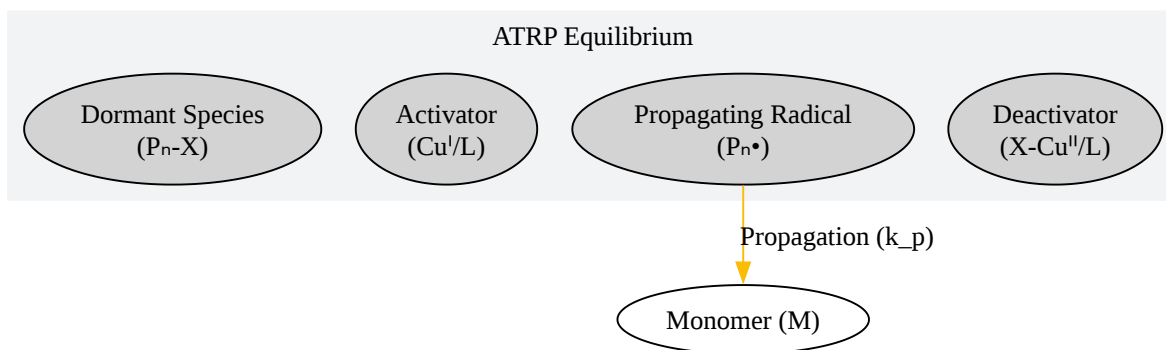 ATRP Equilibrium
Dormant Species
(Pₙ-X)
Activator
(Cuᴵ/L)
Propagating Radical
(Pₙ•)
Deactivator
(X-Cuᴵᴵ/L)
Propagation (k_p)
Monomer (M)